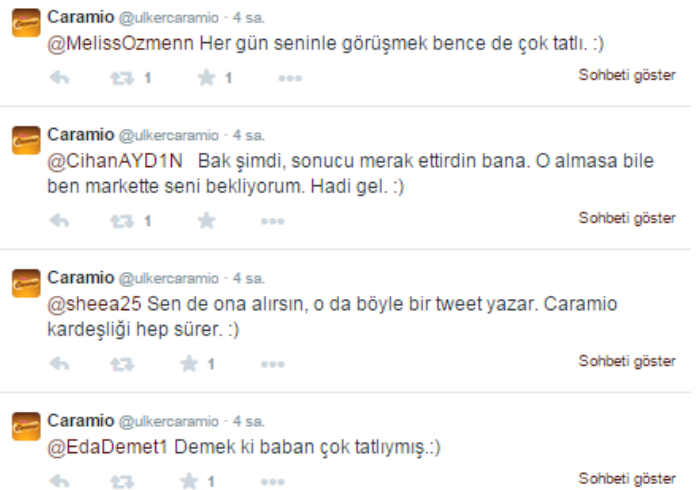 Caramio @ulkercaramio · 4 sa.
@MelissOzmenn Her gün seninle görüşmek bence de çok tatlı. :)
1 1 Sohbeti göster
Caramio @ulkercaramio · 4 sa.
@CihanAYD1N Bak şimdi, sonucu merak ettirdin bana. O almasa bile
ben markette seni bekliyorum. Hadi gel. :)
1 Sohbeti göster
Caramio @ulkercaramio · 4 sa.
@sheea25 Sen de ona alırsın, o da böyle bir tweet yazar. Caramio
kardeşliği hep sürer. :)
1 Sohbeti göster
Caramio @ulkercaramio · 4 sa.
@EdaDemet1 Demek ki baban çok tatlıymış.:)
1 Sohbeti göster